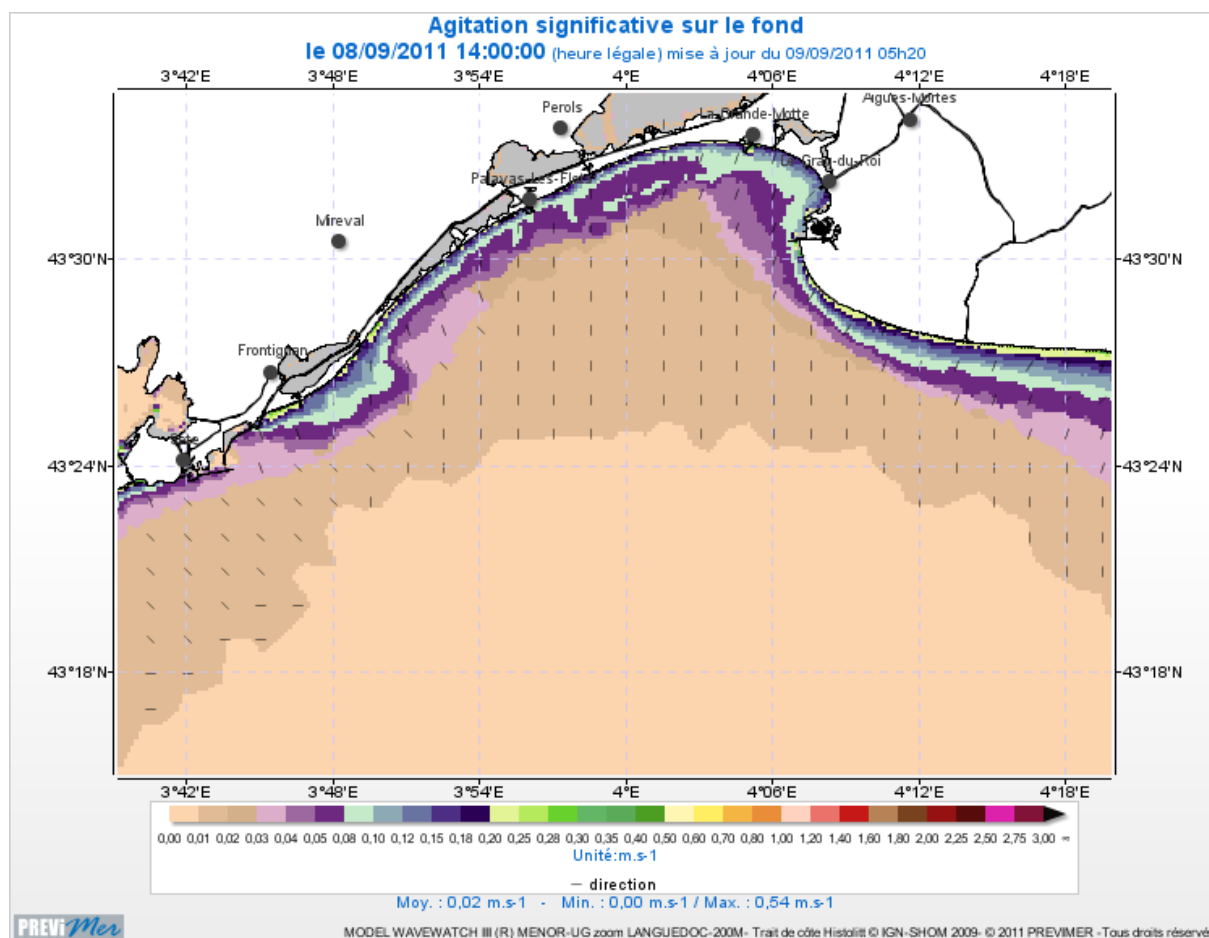 Agitation significative sur le fond
le 08/09/2011 14:00:00 (heure légale) mise à jour du 09/09/2011 05h20
3°42'E 3°48'E 3°54'E 4°E 4°06'E 4°12'E 4°18'E
Aigues-Mortes
Perols
La-Grande-Motte
Le-Grau-du-Roi
Palavas-Les-Flots
Mireval
43°30'N 43°30'N
Frontignan
Sète
43°24'N 43°24'N
43°18'N 43°18'N
3°42'E 3°48'E 3°54'E 4°E 4°06'E 4°12'E 4°18'E
0,00 0,01 0,02 0,03 0,04 0,05 0,08 0,10 0,12 0,15 0,18 0,20 0,25 0,28 0,30 0,35 0,40 0,50 0,60 0,70 0,80 1,00 1,20 1,40 1,60 1,80 2,00 2,25 2,50 2,75 3,00 ∞
Unité:m.s-1
— direction
Moy. : 0,02 m.s-1 - Min. : 0,00 m.s-1 / Max. : 0,54 m.s-1
PREViMer
MODEL WAVEWATCH III (R) MENOR-UG zoom LANGUEDOC-200M- Trait de côte Histolitt © IGN-SHOM 2009- © 2011 PREVIMER -Tous droits réservé